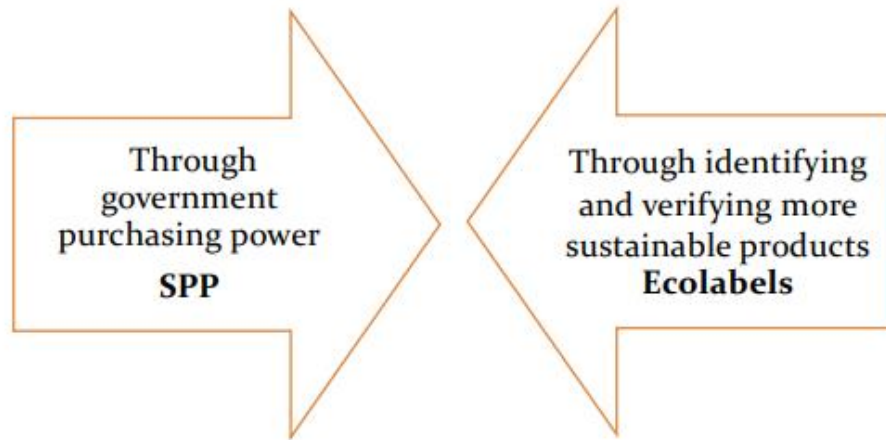 Through
government
purchasing power
SPP
Through identifying
and verifying more
sustainable products
Ecolabels